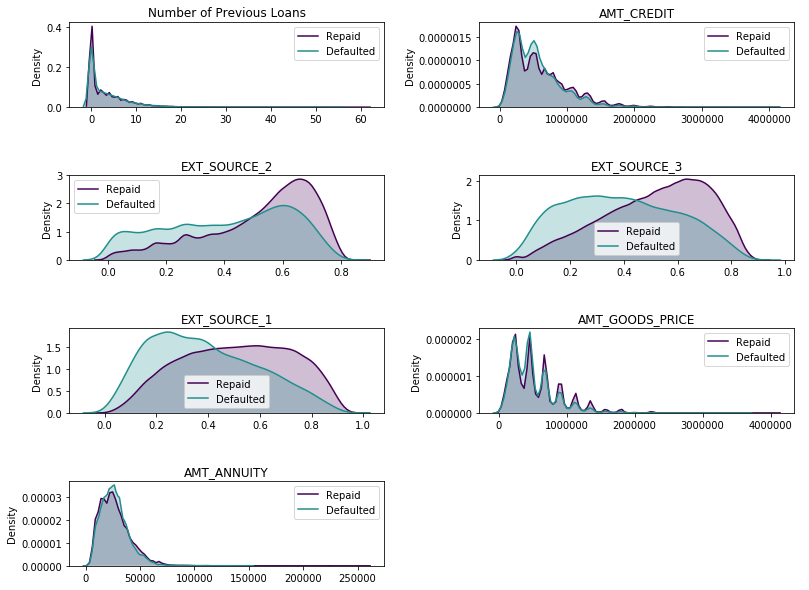 Number of Previous Loans
Density
0.4
0.2
0.0
0 10 20 30 40 50 60
Repaid
Defaulted
AMT_CREDIT
Density
0.0000015
0.0000010
0.0000005
0.0000000
0 1000000 2000000 3000000 4000000
Repaid
Defaulted
EXT_SOURCE_2
Density
3
2
1
0
0.0 0.2 0.4 0.6 0.8
Repaid
Defaulted
EXT_SOURCE_3
Density
2
1
0
0.0 0.2 0.4 0.6 0.8 1.0
Repaid
Defaulted
EXT_SOURCE_1
Density
1.5
1.0
0.5
0.0
0.0 0.2 0.4 0.6 0.8 1.0
Repaid
Defaulted
AMT_GOODS_PRICE
Density
0.000002
0.000001
0.000000
0 1000000 2000000 3000000 4000000
Repaid
Defaulted
AMT_ANNUITY
Density
0.00003
0.00002
0.00001
0.00000
0 50000 100000 150000 200000 250000
Repaid
Defaulted